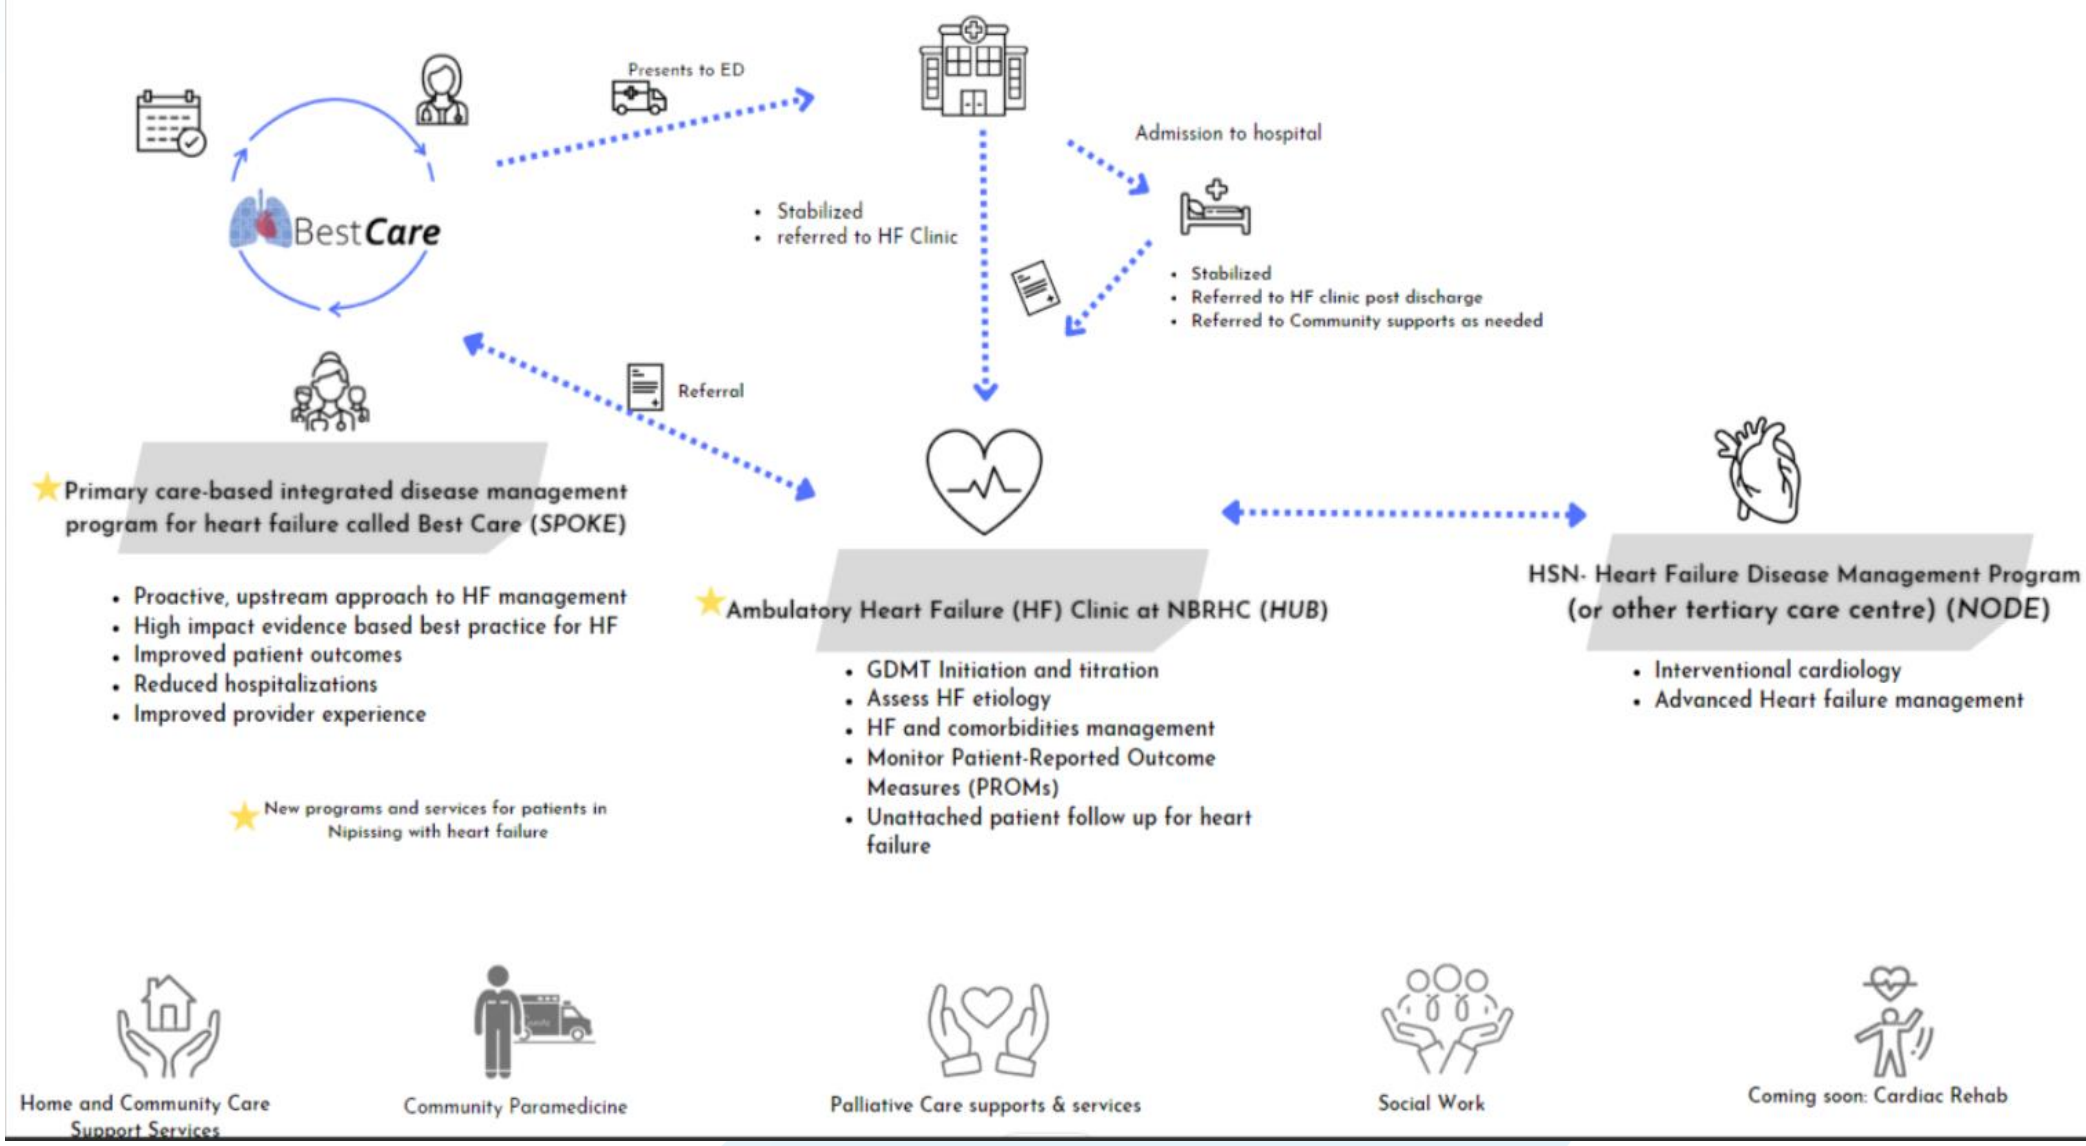 Presents to ED
Admission to hospital
BestCare
• Stabilized
• referred to HF Clinic
• Stabilized
• Referred to HF clinic post discharge
• Referred to Community supports as needed
Referral
Primary care-based integrated disease management
program for heart failure called Best Care (SPOKE)
• Proactive, upstream approach to HF management
• High impact evidence based best practice for HF
• Improved patient outcomes
• Reduced hospitalizations
• Improved provider experience
New programs and services for patients in
Nipissing with heart failure
Ambulatory Heart Failure (HF) Clinic at NBRHC (HUB)
• GDMT Initiation and titration
• Assess HF etiology
• HF and comorbidities management
• Monitor Patient-Reported Outcome
Measures (PROMs)
• Unattached patient follow up for heart
failure
HSN- Heart Failure Disease Management Program
(or other tertiary care centre) (NODE)
• Interventional cardiology
• Advanced Heart failure management
Home and Community Care
Support Services
Community Paramedicine
Palliative Care supports & services
Social Work
Coming soon: Cardiac Rehab